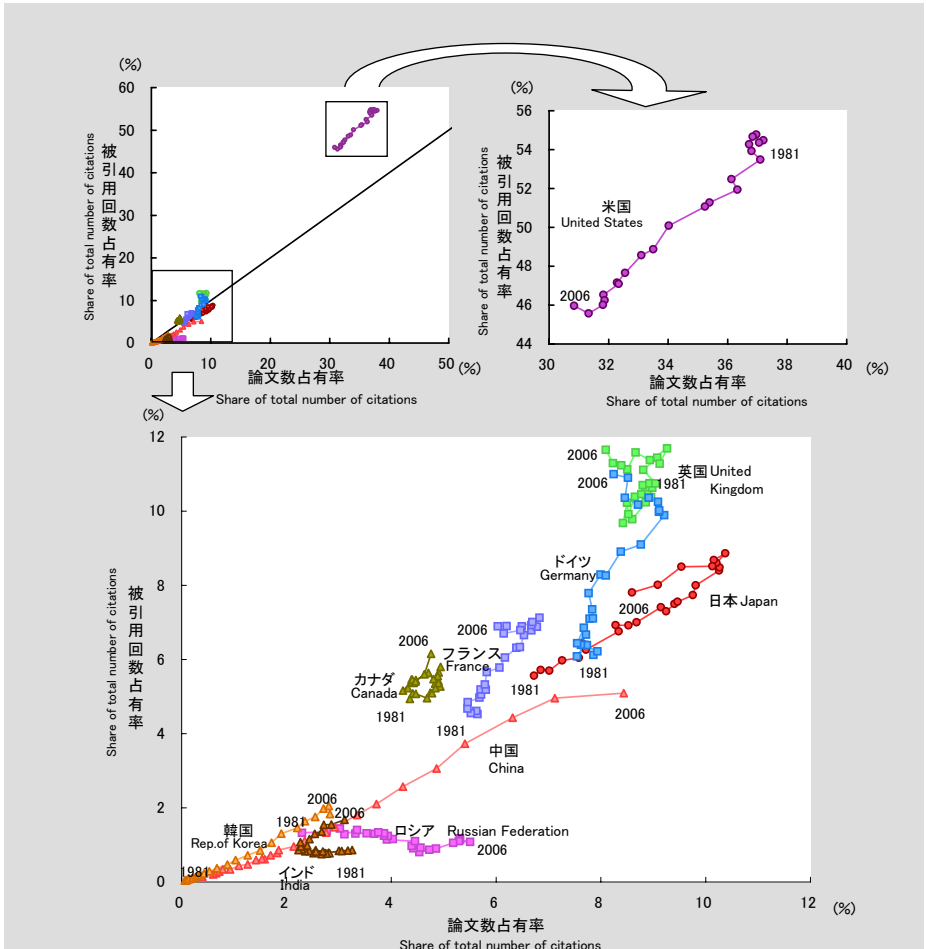 (%)
60
50
40
30
20
10
0
被引用回数占有率
Share of total number of citations
0
10
20
30
40
50
(%)
論文数占有率
Share of total number of citations
(%)
56
54
52
50
48
46
44
被引用回数占有率
Share of total number of citations
1981
米国
United States
2006
30
32
34
36
38
40
(%)
論文数占有率
Share of total number of citations
(%)
12
10
8
6
4
2
0
被引用回数占有率
Share of total number of citations
2006
英国 United
Kingdom
1981
2006
ドイツ
Germany
1981
2006
日本 Japan
1981
2006
フランス
France
1981
2006
カナダ
Canada
1981
中国
China
2006
2006
1981
2006
韓国
Rep.of Korea
1981
ロシア Russian Federation
2006
インド
India
1981
0
2
4
6
8
10
12
(%)
論文数占有率
Share of total number of citations